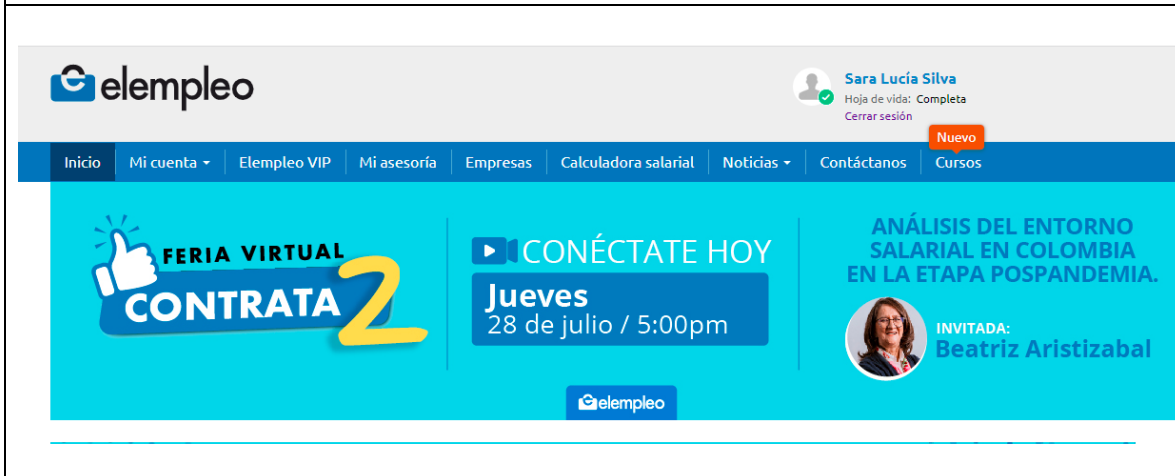 elempleo
Sara Lucía Silva
Hoja de vida: Completa
Cerrar sesión
Nuevo
Inicio Mi cuenta Elempleo VIP Mi asesoría Empresas Calculadora salarial Noticias Contáctanos Cursos
FERIA VIRTUAL
CONTRATA2
CONÉCTATE HOY
Jueves
28 de julio / 5:00pm
ANÁLISIS DEL ENTORNO
SALARIAL EN COLOMBIA
EN LA ETAPA POSPANDEMIA.
INVITADA:
Beatriz Aristizabal
elempleo